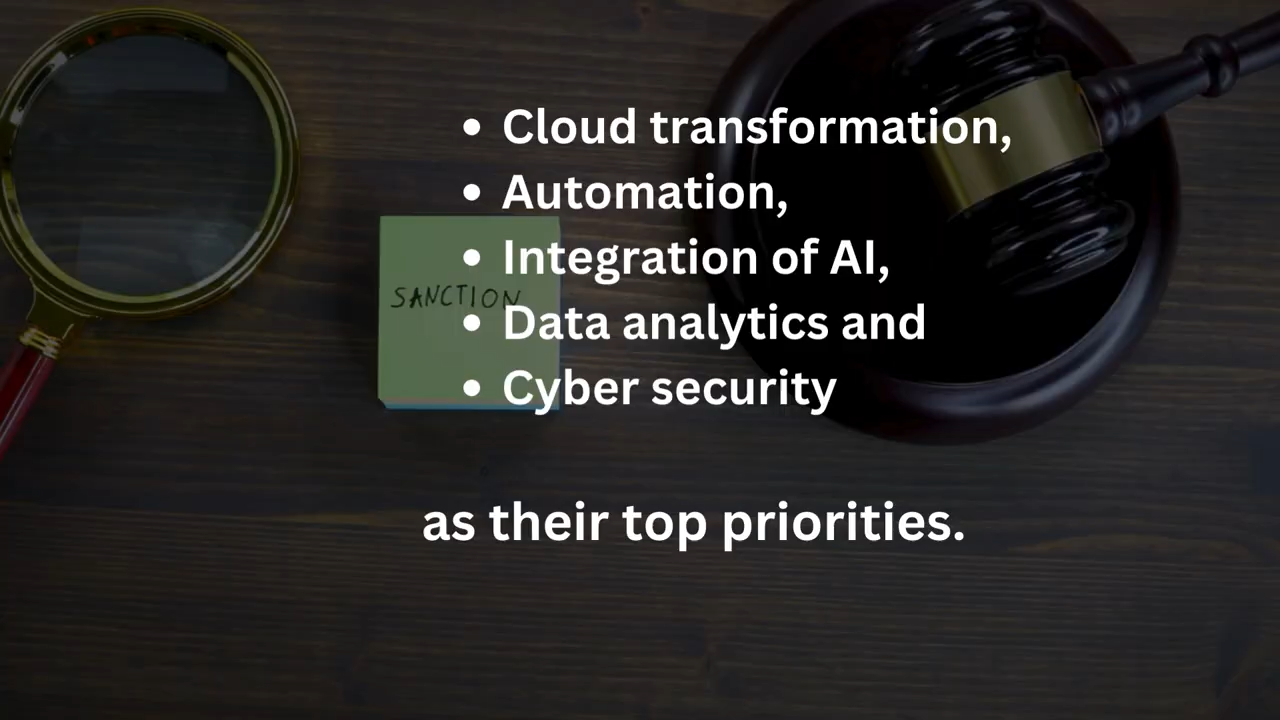 • Cloud transformation,
• Automation,
• Integration of AI,
SANCTION
• Data analytics and
• Cyber security
as their top priorities.